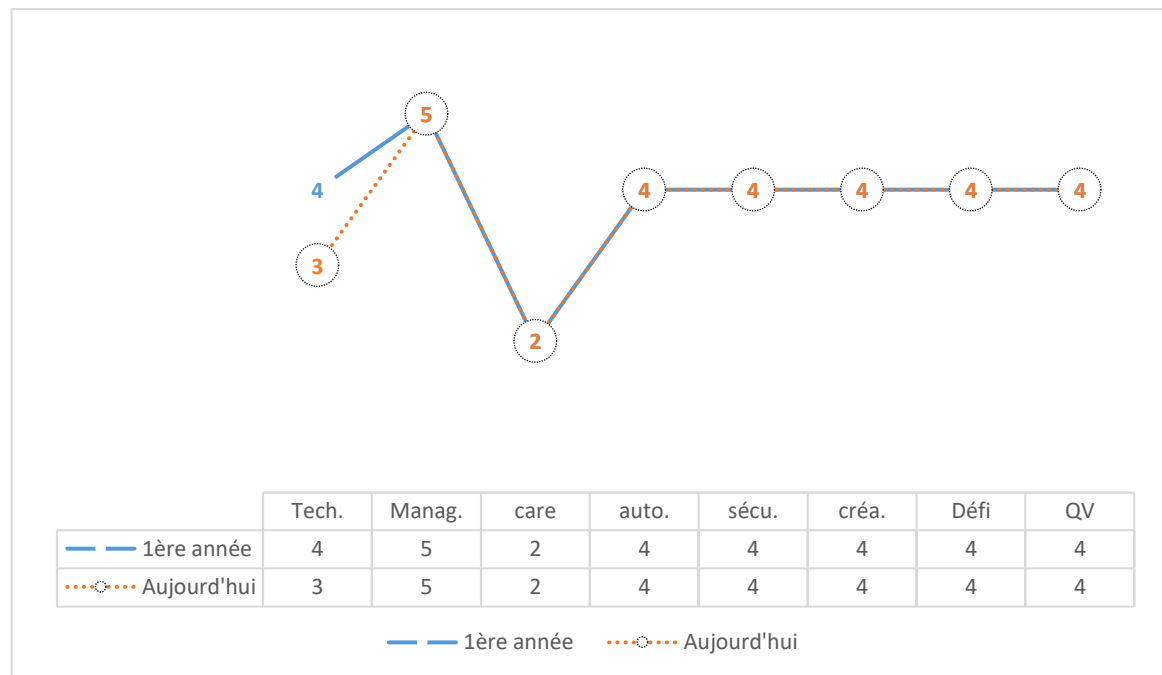 5
4
4 4 4 4 4
3
2
Tech. Manag. care auto. sécu. créa. Défi QV
1ère année 4 5 2 4 4 4 4 4
Aujourd'hui 3 5 2 4 4 4 4 4
1ère année Aujourd'hui